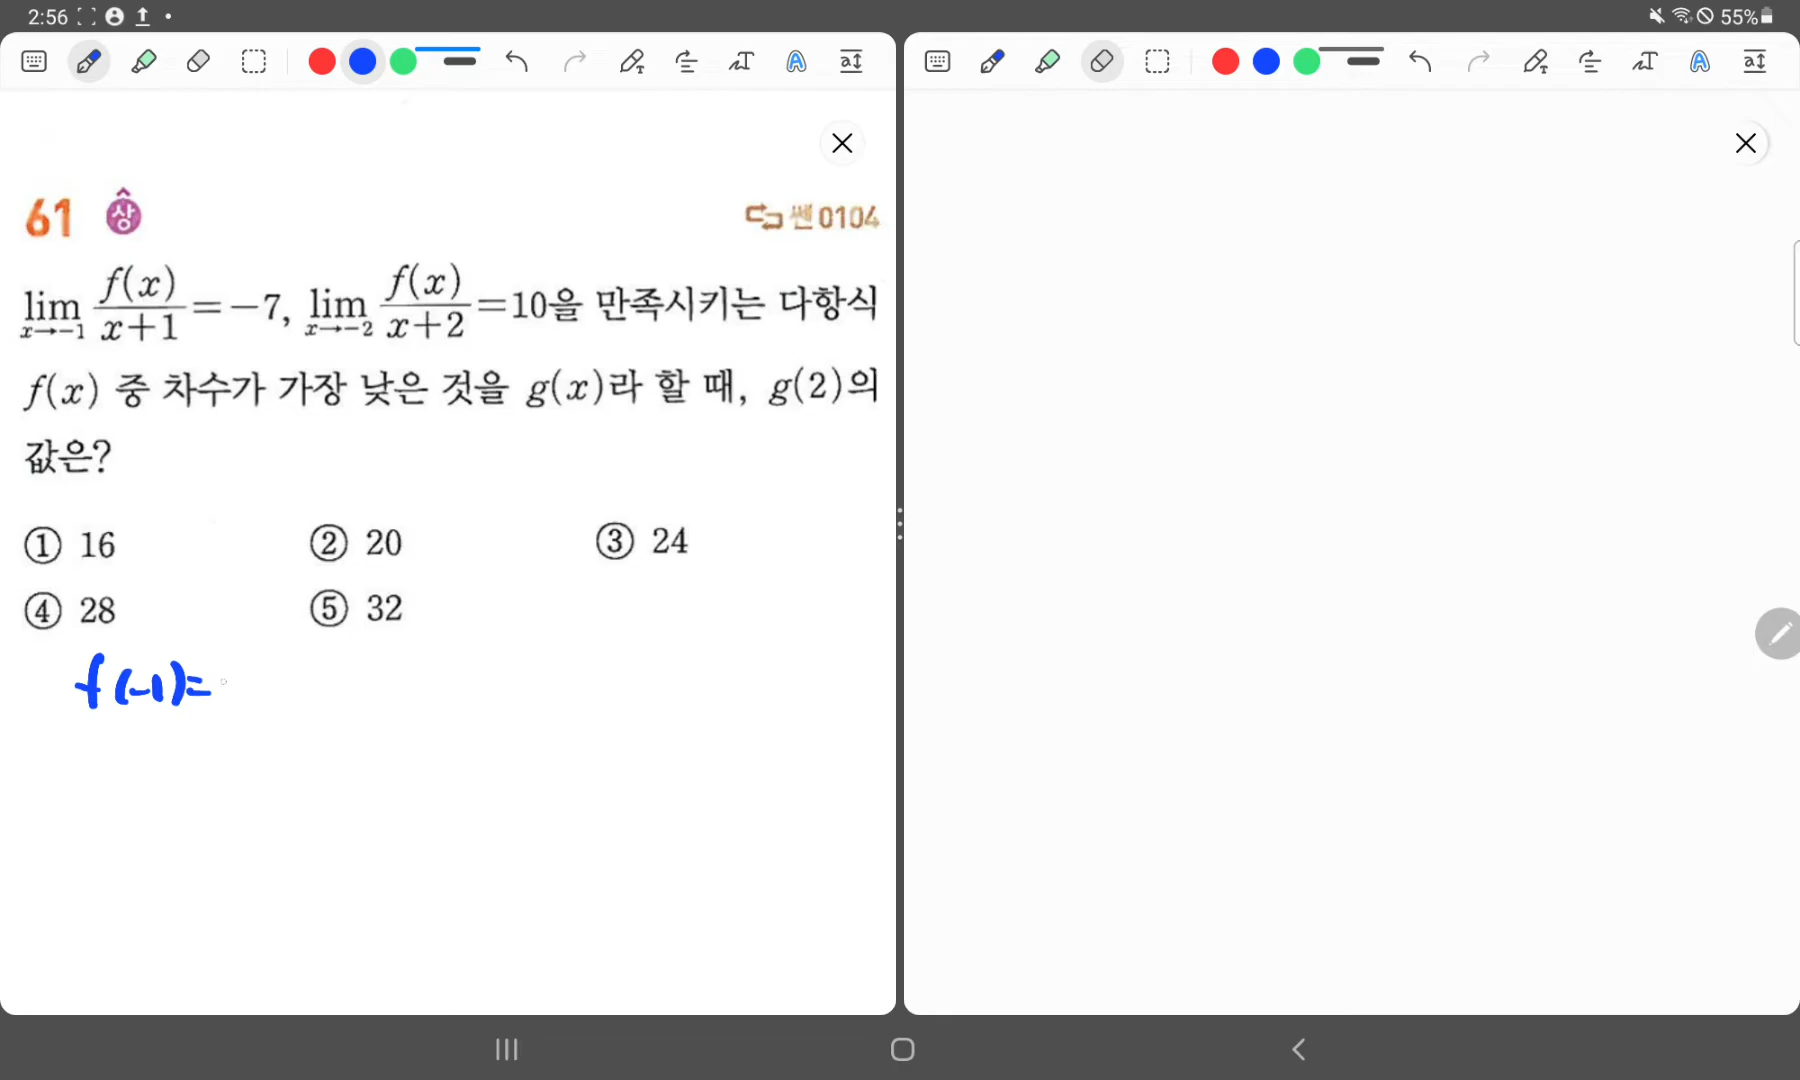 2:56
55%
61 상
쎈 0104
lim x→-1 f(x)/x+1 = -7, lim x→-2 f(x)/x+2 = 10을 만족시키는 다항식
f(x) 중 차수가 가장 낮은 것을 g(x)라 할 때, g(2)의
값은?
① 16 ② 20 ③ 24
④ 28 ⑤ 32
f(-1)=